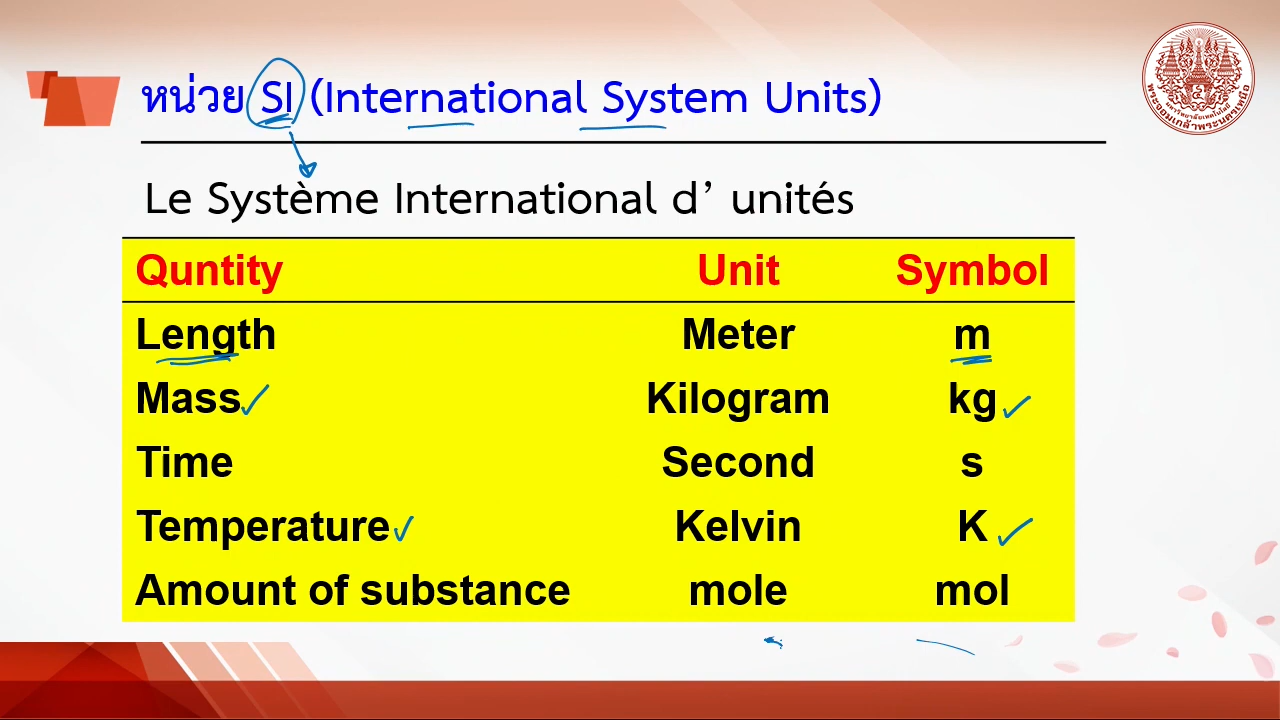 หน่วย SI (International System Units)
Le Système International d’ unités
Quntity Unit Symbol
Length Meter m
Mass Kilogram kg
Time Second s
Temperature Kelvin K
Amount of substance mole mol